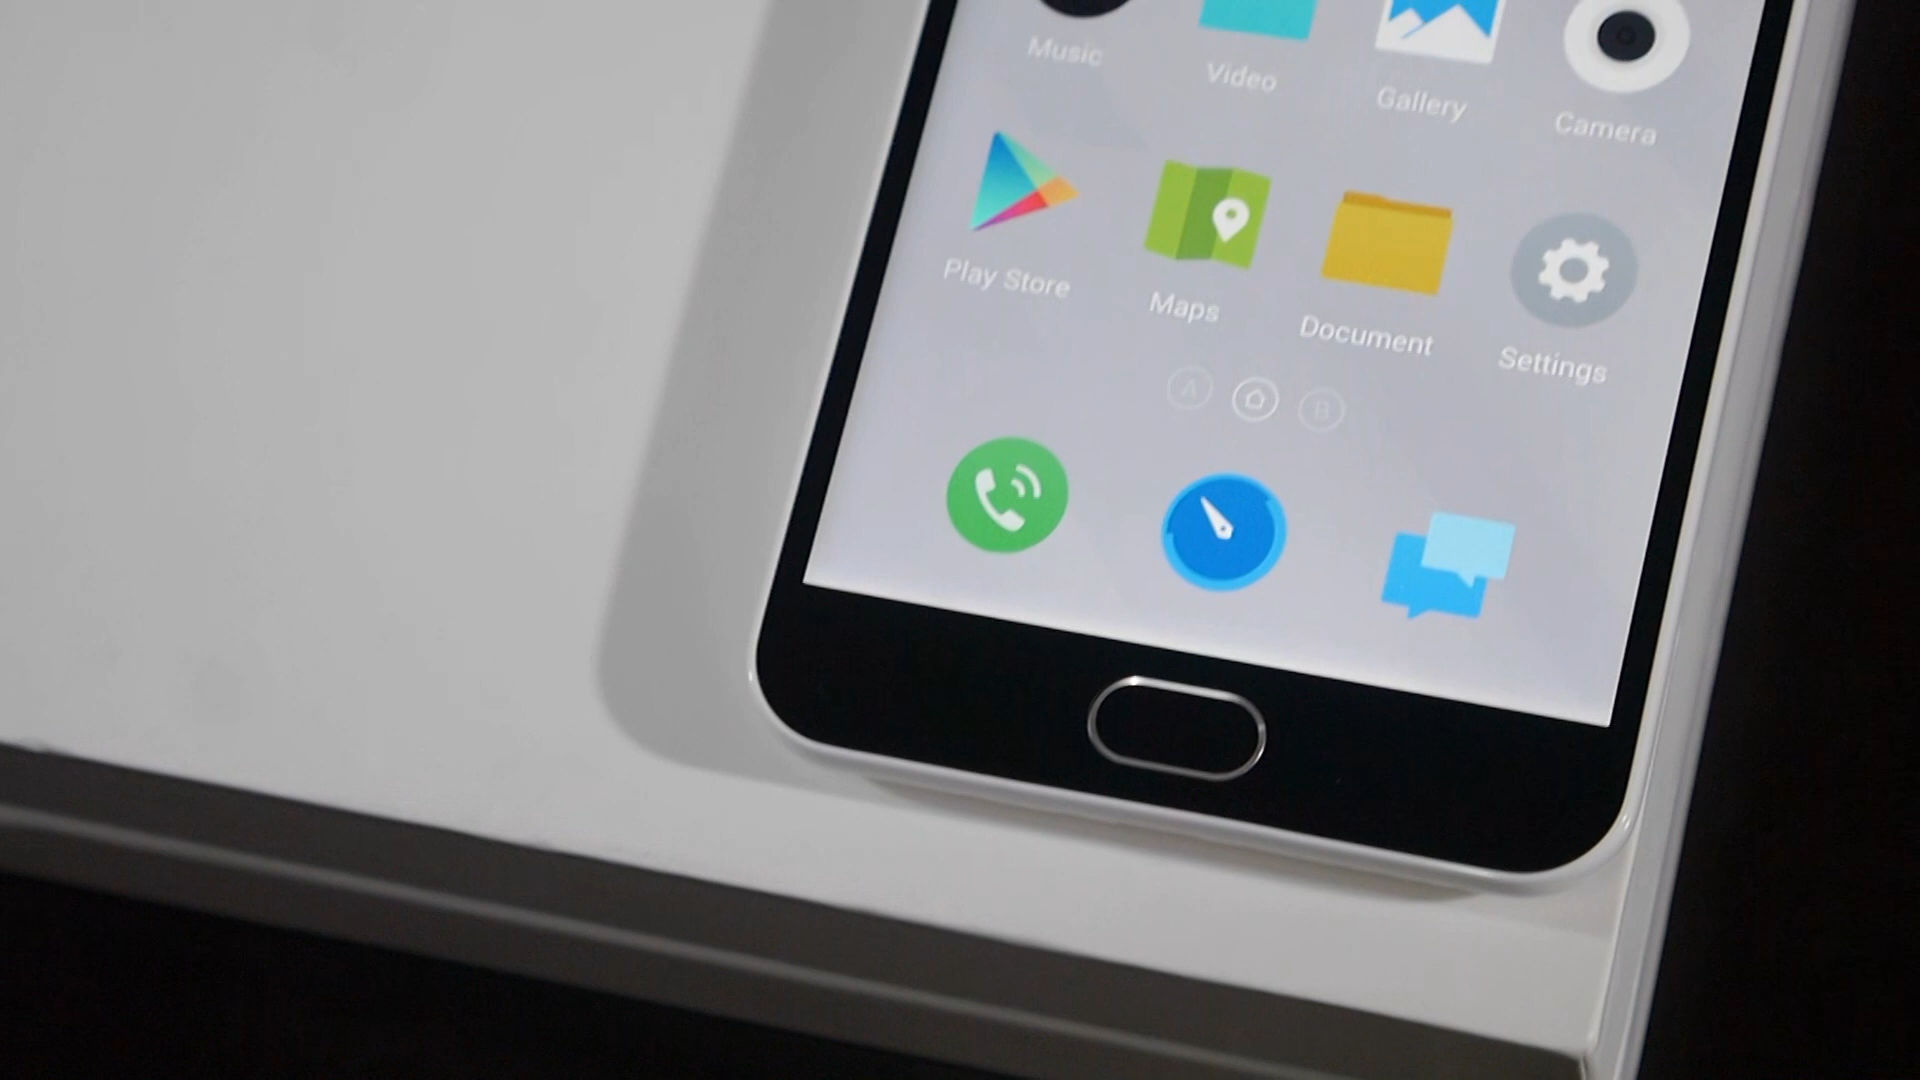 Music
Video
Gallery
Camera
Play Store
Maps
Document
Settings
A
B